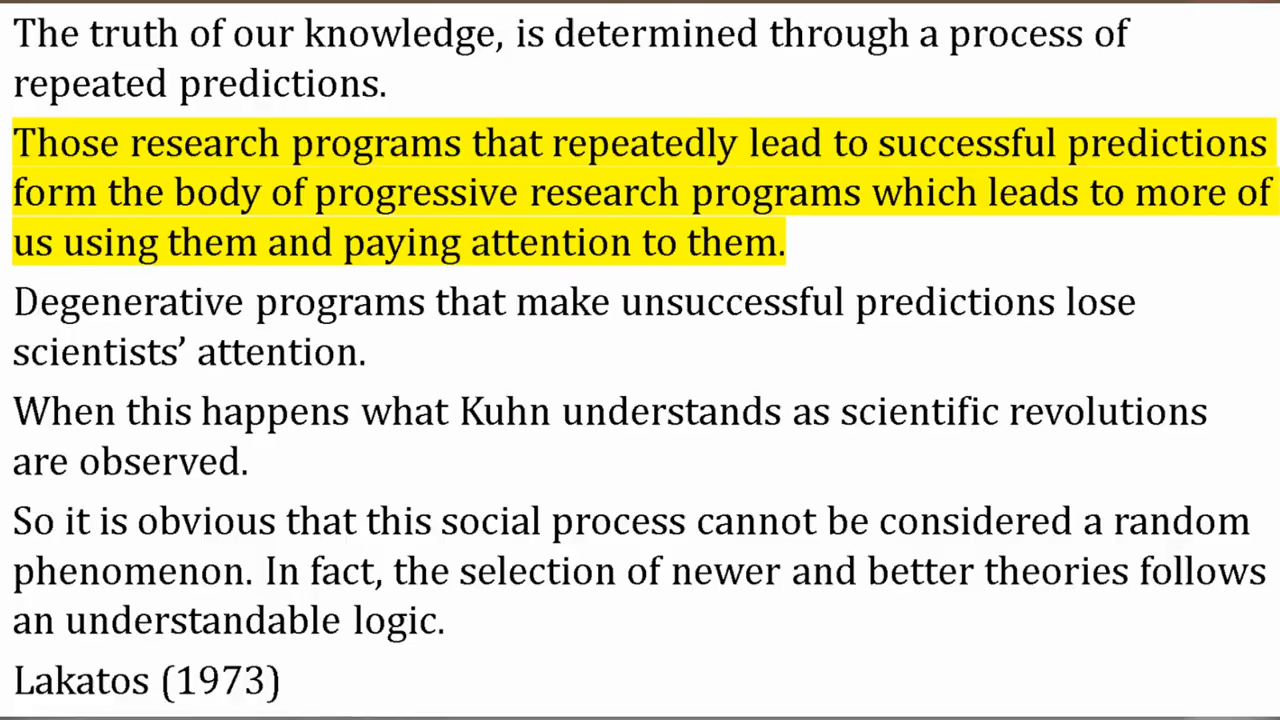 The truth of our knowledge, is determined through a process of
repeated predictions.
Those research programs that repeatedly lead to successful predictions
form the body of progressive research programs which leads to more of
us using them and paying attention to them.
Degenerative programs that make unsuccessful predictions lose
scientists’ attention.
When this happens what Kuhn understands as scientific revolutions
are observed.
So it is obvious that this social process cannot be considered a random
phenomenon. In fact, the selection of newer and better theories follows
an understandable logic.
Lakatos (1973)